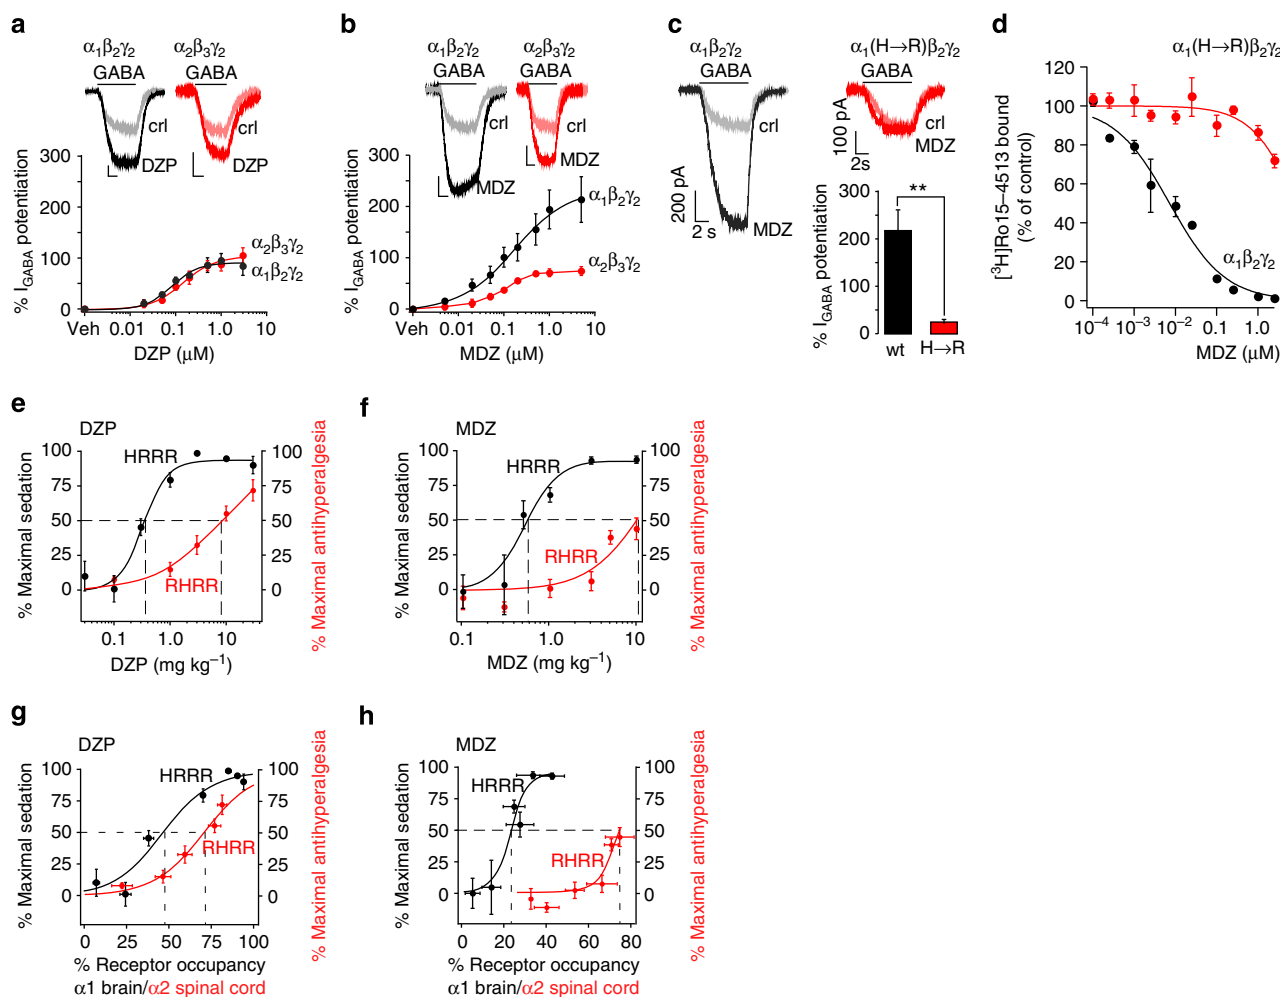 a
α1β2γ2
α2β3γ2
GABA
GABA
crl
crl
DZP
DZP
% IGABA potentiation
300
200
100
0
α2β3γ2
α1β2γ2
Veh 0.01 0.1 1.0 10
DZP (μM)
b
α1β2γ2
α2β3γ2
GABA
GABA
crl
crl
MDZ
MDZ
% IGABA potentiation
300
200
100
0
α1β2γ2
α2β3γ2
Veh 0.01 0.1 1.0 10
MDZ (μM)
c
α1β2γ2
GABA
crl
200 pA
2 s
MDZ
α1(H→R)β2γ2
GABA
crl
MDZ
100 pA
2s
% IGABA potentiation
300
200
100
0
**
wt H→R
d
α1(H→R)β2γ2
[³H]Ro15–4513 bound
(% of control)
120
100
80
60
40
20
0
α1β2γ2
10⁻⁴ 10⁻³ 10⁻² 0.1 1.0
MDZ (μM)
e
DZP
% Maximal sedation
100
75
50
25
0
HRRR
RHRR
100
75
50
25
0
% Maximal antihyperalgesia
0.1 1.0 10
DZP (mg kg⁻¹)
f
MDZ
% Maximal sedation
100
75
50
25
0
HRRR
RHRR
100
75
50
25
0
% Maximal antihyperalgesia
0.1 1.0 10
MDZ (mg kg⁻¹)
g
DZP
% Maximal sedation
100
75
50
25
0
HRRR
RHRR
100
75
50
25
0
% Maximal antihyperalgesia
0 25 50 75 100
% Receptor occupancy
α1 brain/α2 spinal cord
h
MDZ
% Maximal sedation
100
75
50
25
0
HRRR
RHRR
100
75
50
25
0
% Maximal antihyperalgesia
0 20 40 60 80
% Receptor occupancy
α1 brain/α2 spinal cord